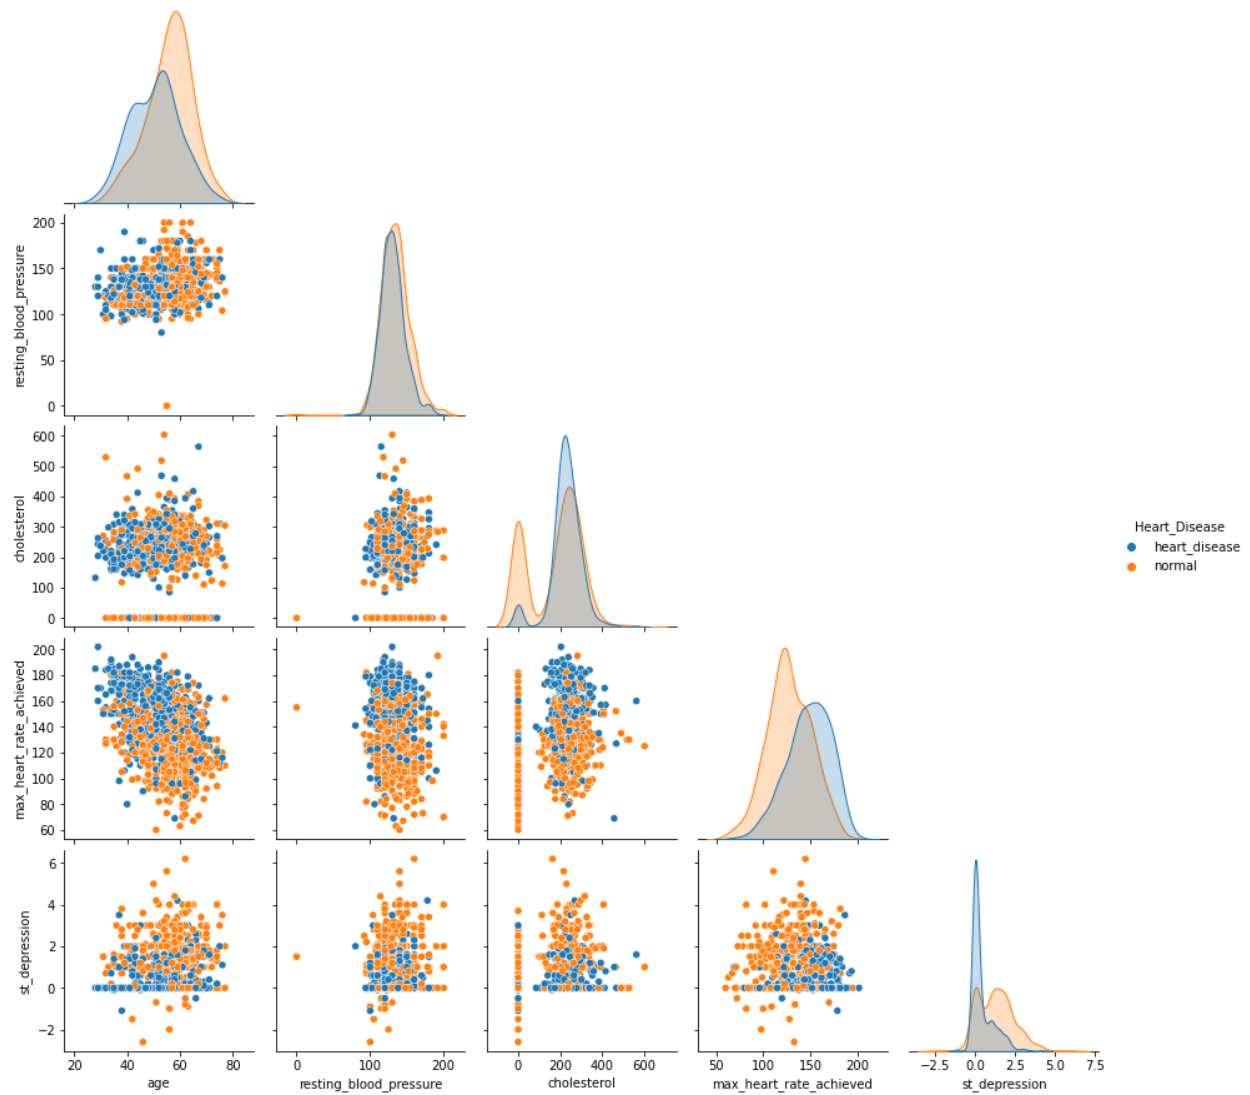 200
150
100
50
0
resting_blood_pressure
600
500
400
300
200
100
0
cholesterol
Heart_Disease
heart_disease
normal
200
180
160
140
120
100
80
60
max_heart_rate_achieved
6
4
2
0
−2
st_depression
20 40 60 80
age
100 200
resting_blood_pressure
0 200 400 600
cholesterol
50 100 150 200
max_heart_rate_achieved
−2.5 0.0 2.5 5.0 7.5
st_depression